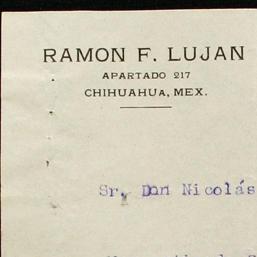 RAMON F. LUJAN
APARTADO 217
CHIHUAHUA, MEX.
Sr, Don Nicolás